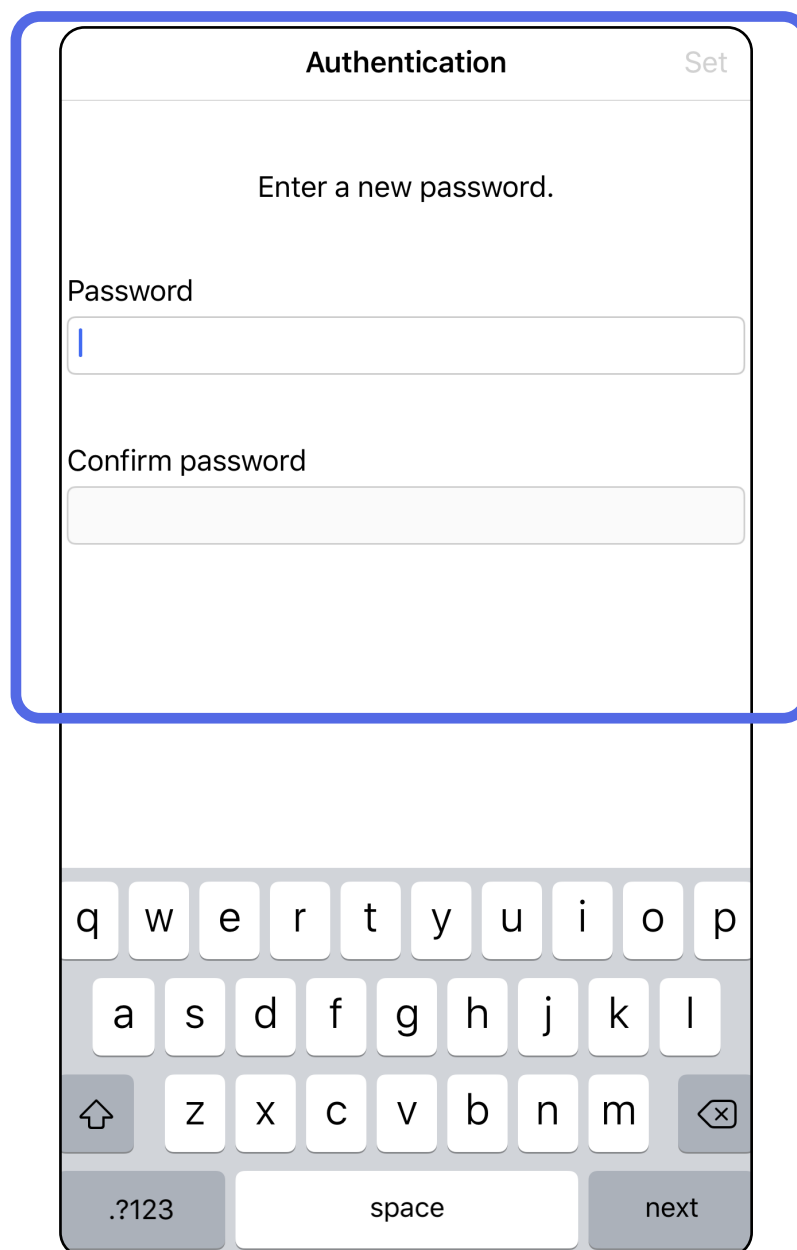 Authentication Set
Enter a new password.
Password
Confirm password
q w e r t y u i o p
a s d f g h j k l
z x c v b n m
.?123 space next